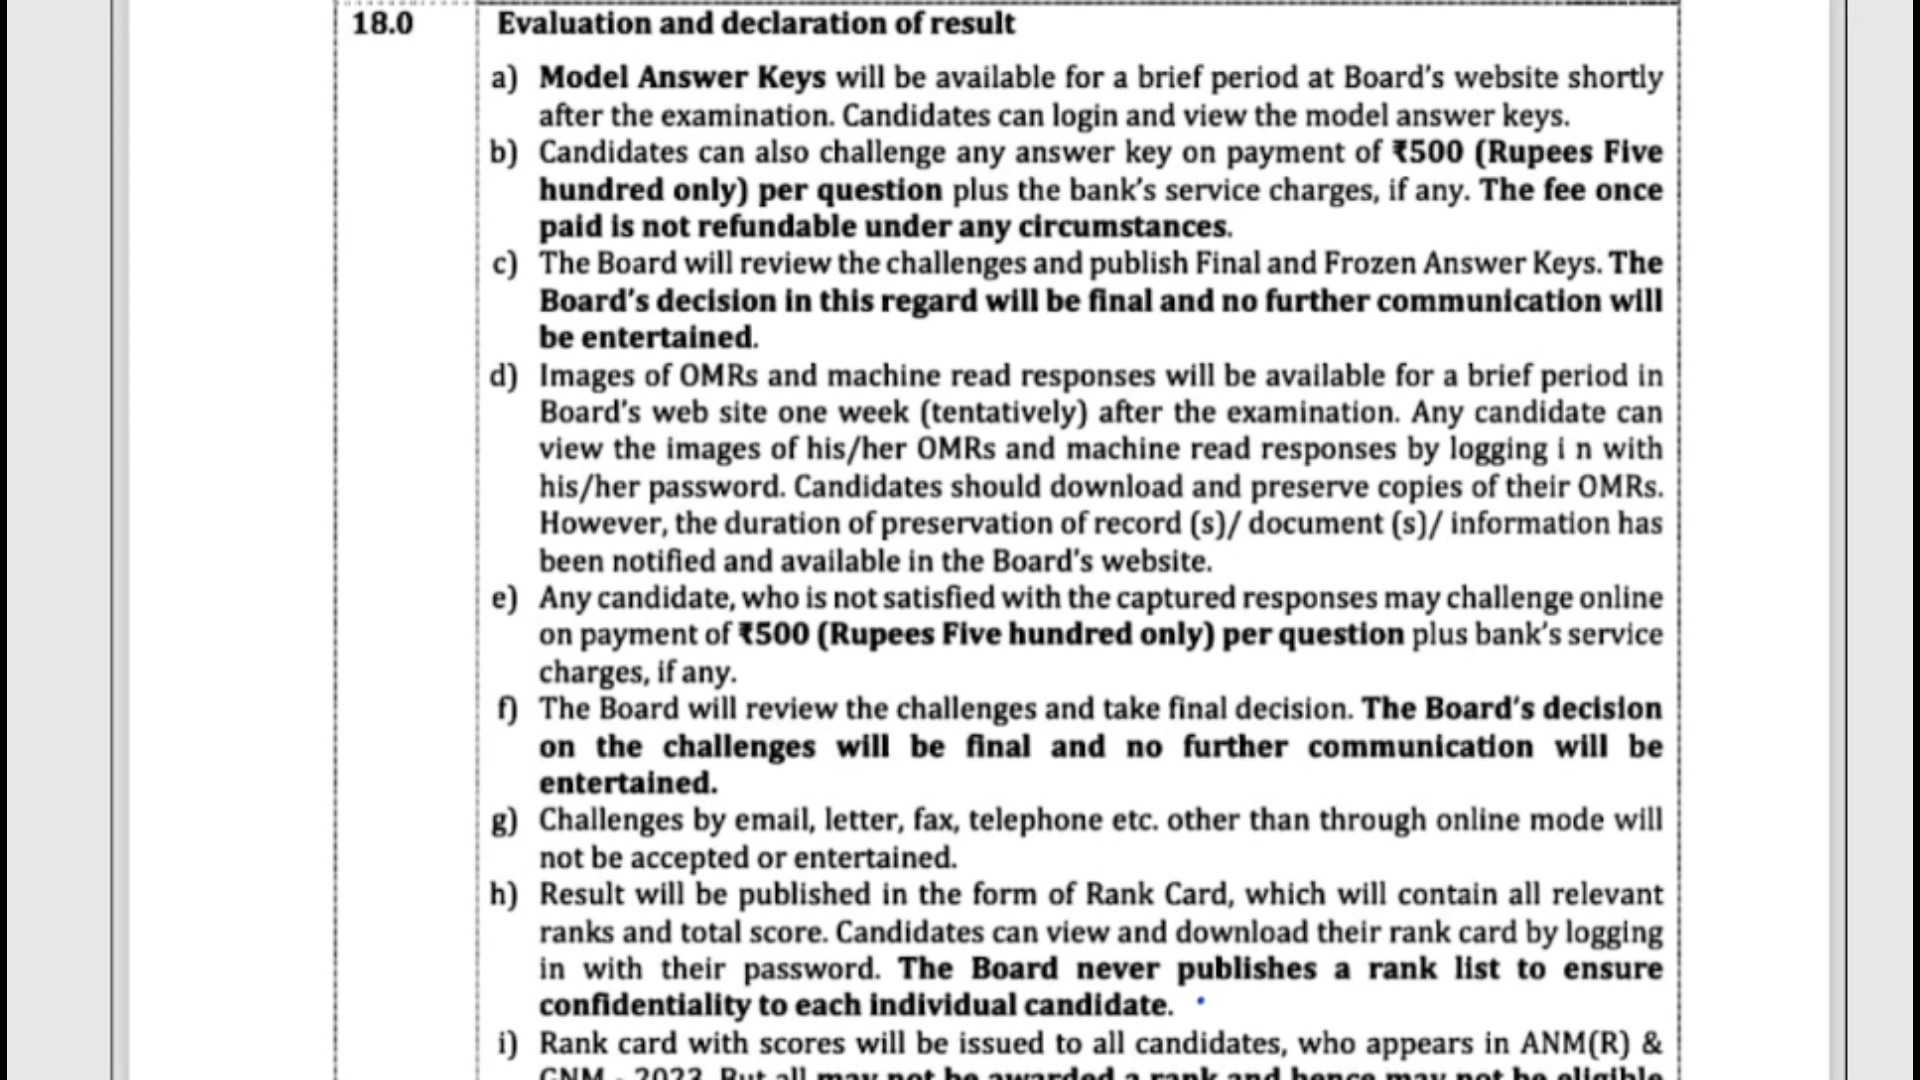 18.0 Evaluation and declaration of result
a) Model Answer Keys will be available for a brief period at Board's website shortly
after the examination. Candidates can login and view the model answer keys.
b) Candidates can also challenge any answer key on payment of ₹500 (Rupees Five
hundred only) per question plus the bank's service charges, if any. The fee once
paid is not refundable under any circumstances.
c) The Board will review the challenges and publish Final and Frozen Answer Keys. The
Board's decision in this regard will be final and no further communication will
be entertained.
d) Images of OMRs and machine read responses will be available for a brief period in
Board's web site one week (tentatively) after the examination. Any candidate can
view the images of his/her OMRs and machine read responses by logging i n with
his/her password. Candidates should download and preserve copies of their OMRs.
However, the duration of preservation of record (s)/ document (s)/ information has
been notified and available in the Board's website.
e) Any candidate, who is not satisfied with the captured responses may challenge online
on payment of ₹500 (Rupees Five hundred only) per question plus bank's service
charges, if any.
f) The Board will review the challenges and take final decision. The Board's decision
on the challenges will be final and no further communication will be
entertained.
g) Challenges by email, letter, fax, telephone etc. other than through online mode will
not be accepted or entertained.
h) Result will be published in the form of Rank Card, which will contain all relevant
ranks and total score. Candidates can view and download their rank card by logging
in with their password. The Board never publishes a rank list to ensure
confidentiality to each individual candidate.
i) Rank card with scores will be issued to all candidates, who appears in ANM(R) &
GNM - 2023. But all may not be awarded a rank and hence may not be eligible